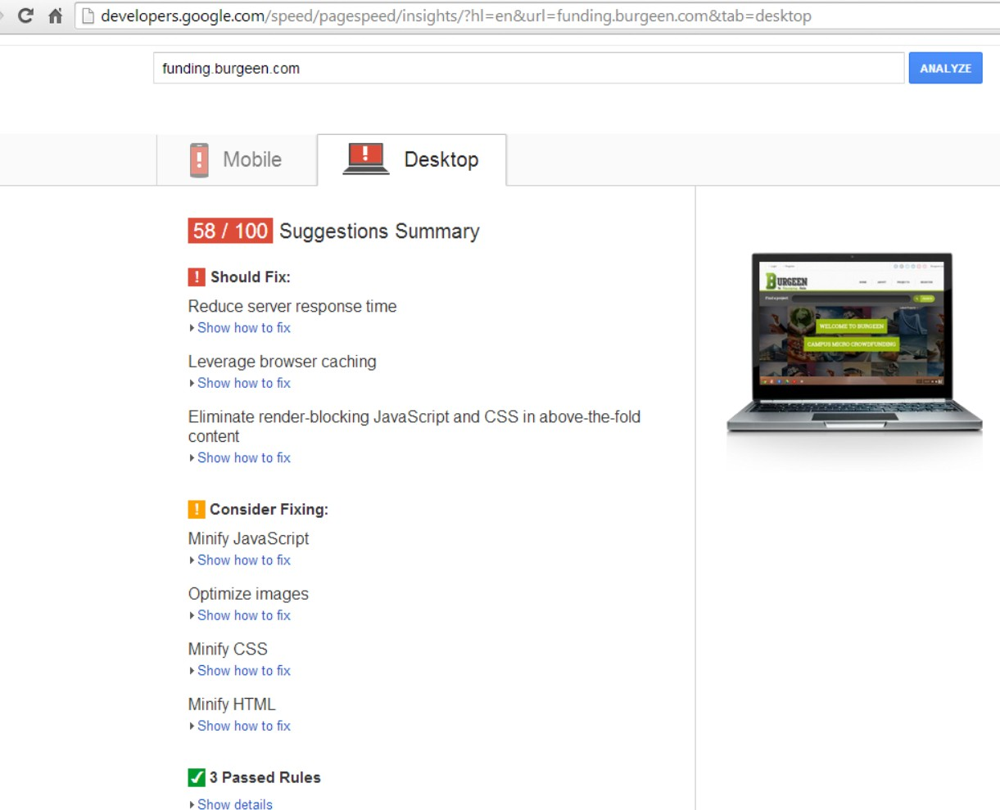 developers.google.com/speed/pagespeed/insights/?hl=en&url=funding.burgeen.com&tab=desktop
funding.burgeen.com
ANALYZE
Mobile
Desktop
58 / 100 Suggestions Summary
! Should Fix:
Reduce server response time
Show how to fix
Leverage browser caching
Show how to fix
Eliminate render-blocking JavaScript and CSS in above-the-fold
content
Show how to fix
! Consider Fixing:
Minify JavaScript
Show how to fix
Optimize images
Show how to fix
Minify CSS
Show how to fix
Minify HTML
Show how to fix
3 Passed Rules
Show details
BURGEEN
Find a project
WELCOME TO BURGEEN
CAMPUS MICRO CROWDFUNDING